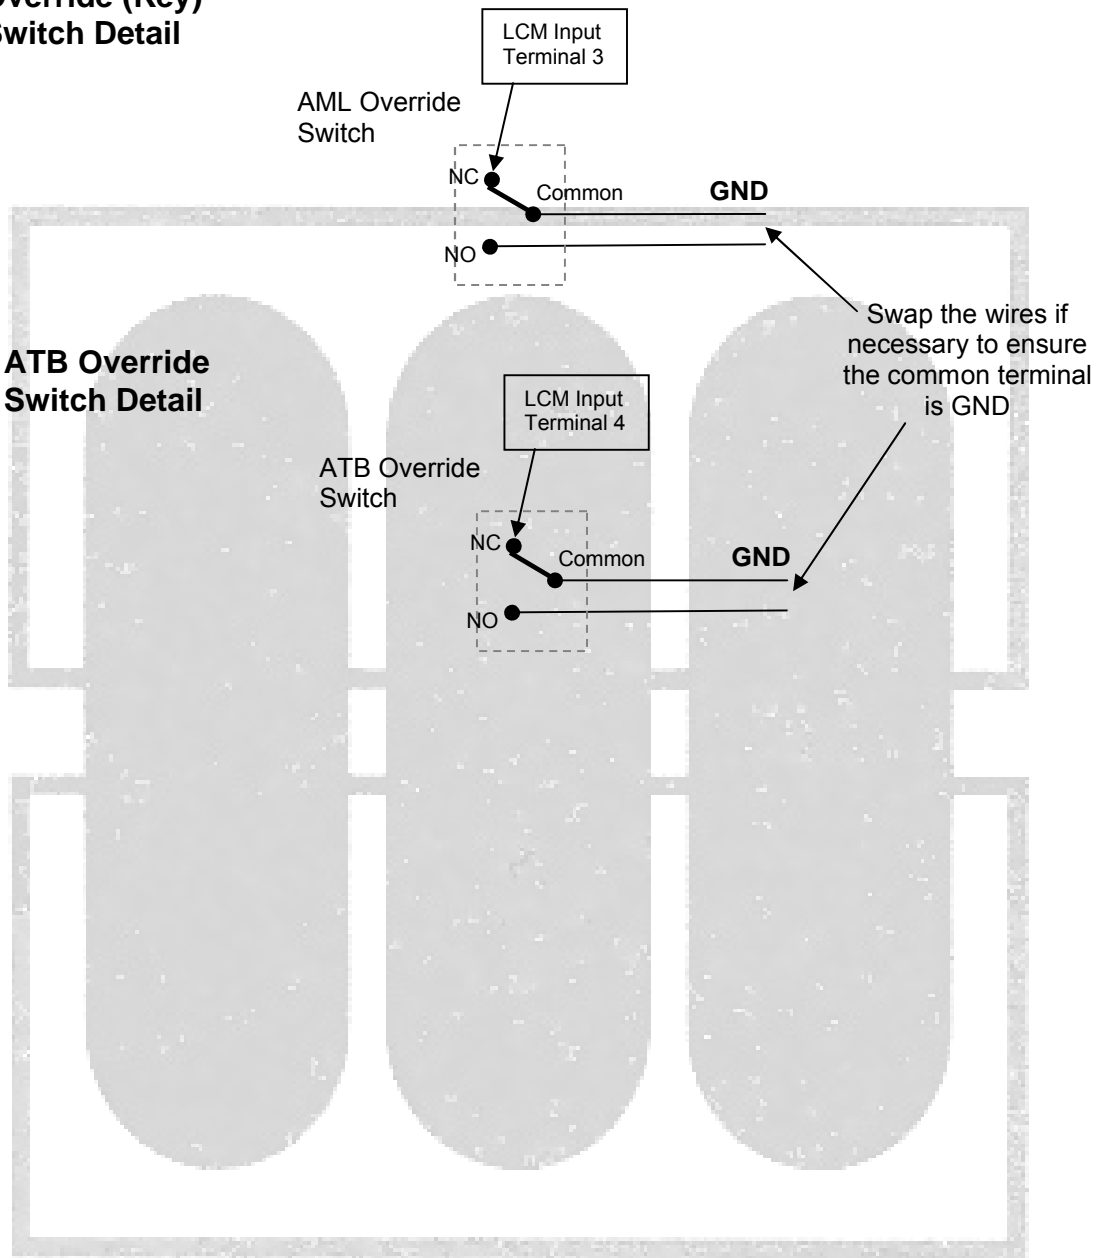 (Key)
Switch Detail
LCM Input
Terminal 3
AML Override
Switch
NC
Common
GND
NO
Swap the wires if
necessary to ensure
the common terminal
is GND
ATB Override
Switch Detail
LCM Input
Terminal 4
ATB Override
Switch
NC
Common
GND
NO